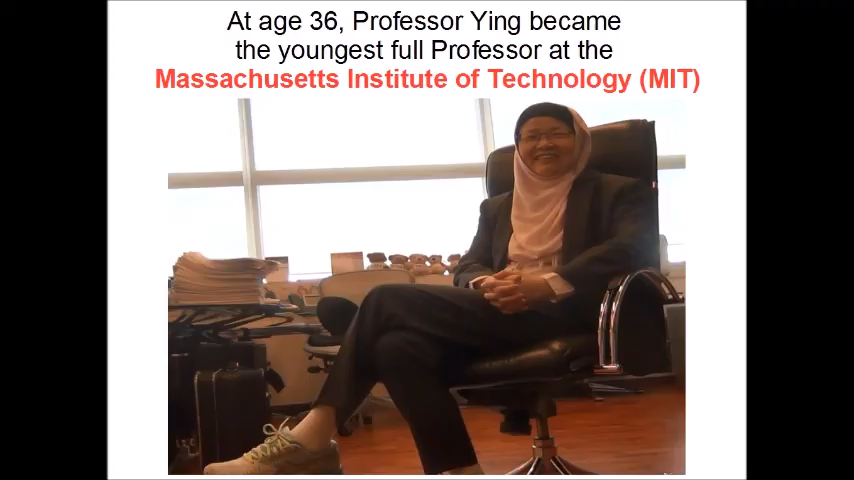 At age 36, Professor Ying became
the youngest full Professor at the
Massachusetts Institute of Technology (MIT)